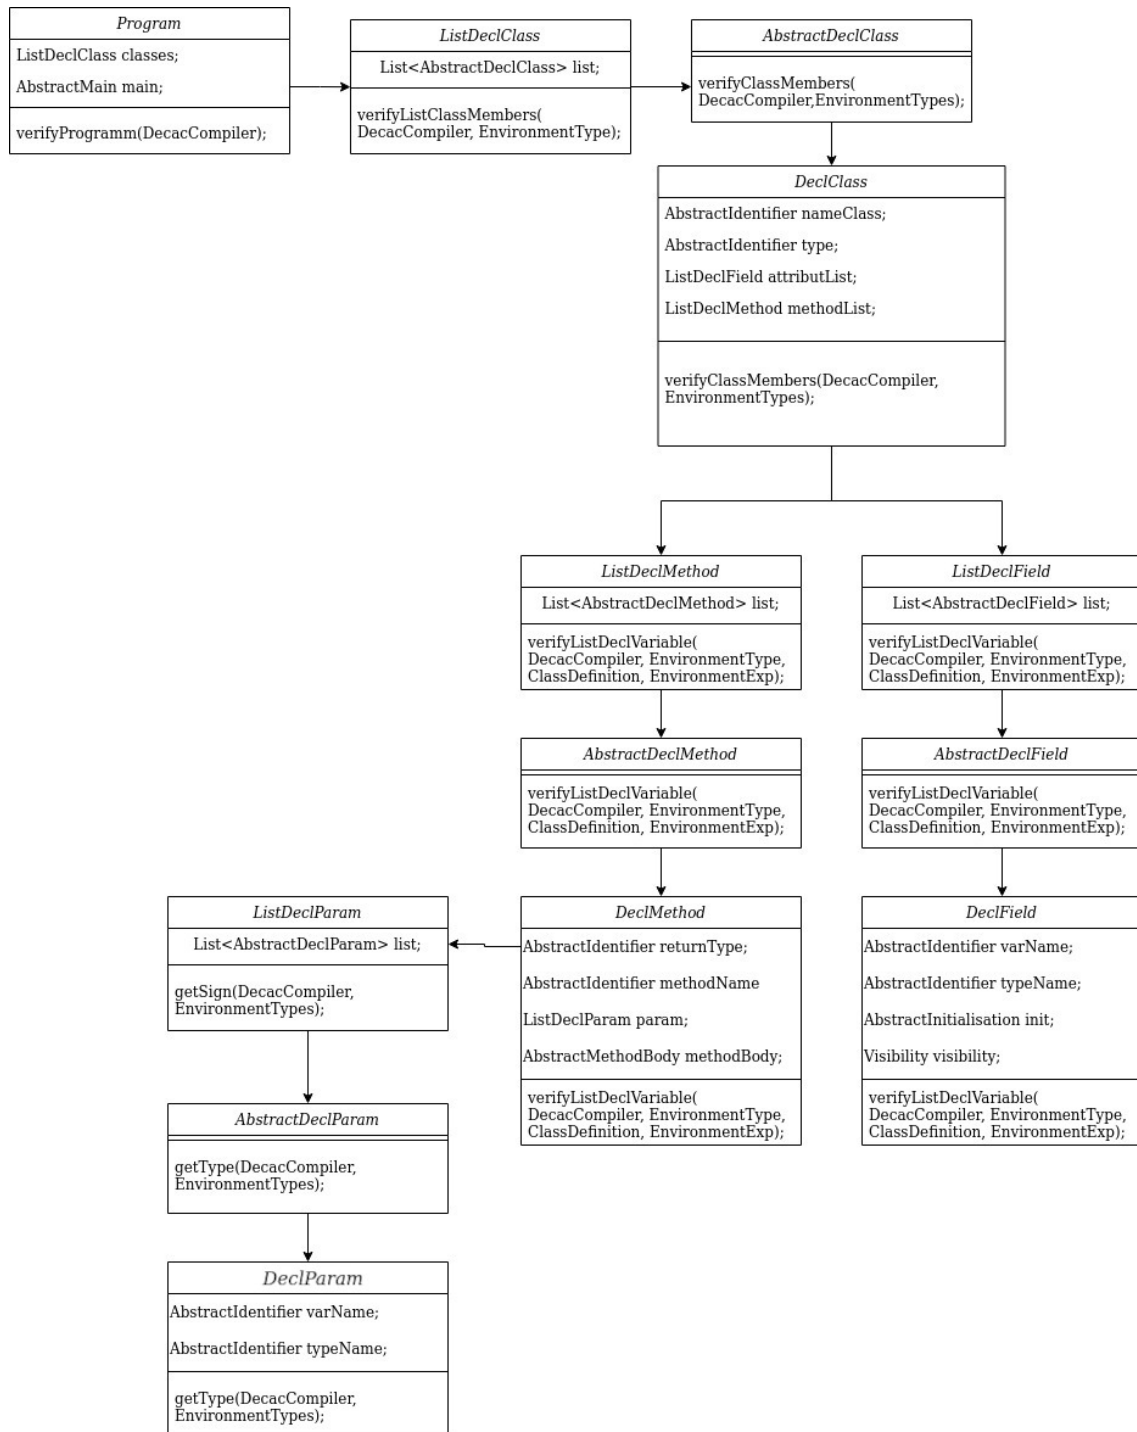 Program
ListDeclClass classes;
AbstractMain main;
verifyProgramm(DecacCompiler);
ListDeclClass
List<AbstractDeclClass> list;
verifyListClassMembers(
DecacCompiler, EnvironmentType);
AbstractDeclClass
verifyClassMembers(
DecacCompiler,EnvironmentTypes);
DeclClass
AbstractIdentifier nameClass;
AbstractIdentifier type;
ListDeclField attributList;
ListDeclMethod methodList;
verifyClassMembers(DecacCompiler,
EnvironmentTypes);
ListDeclMethod
List<AbstractDeclMethod> list;
verifyListDeclVariable(
DecacCompiler, EnvironmentType,
ClassDefinition, EnvironmentExp);
ListDeclField
List<AbstractDeclField> list;
verifyListDeclVariable(
DecacCompiler, EnvironmentType,
ClassDefinition, EnvironmentExp);
AbstractDeclMethod
verifyListDeclVariable(
DecacCompiler, EnvironmentType,
ClassDefinition, EnvironmentExp);
AbstractDeclField
verifyListDeclVariable(
DecacCompiler, EnvironmentType,
ClassDefinition, EnvironmentExp);
ListDeclParam
List<AbstractDeclParam> list;
getSign(DecacCompiler,
EnvironmentTypes);
DeclMethod
AbstractIdentifier returnType;
AbstractIdentifier methodName
ListDeclParam param;
AbstractMethodBody methodBody;
verifyListDeclVariable(
DecacCompiler, EnvironmentType,
ClassDefinition, EnvironmentExp);
DeclField
AbstractIdentifier varName;
AbstractIdentifier typeName;
AbstractInitialisation init;
Visibility visibility;
verifyListDeclVariable(
DecacCompiler, EnvironmentType,
ClassDefinition, EnvironmentExp);
AbstractDeclParam
getType(DecacCompiler,
EnvironmentTypes);
DeclParam
AbstractIdentifier varName;
AbstractIdentifier typeName;
getType(DecacCompiler,
EnvironmentTypes);